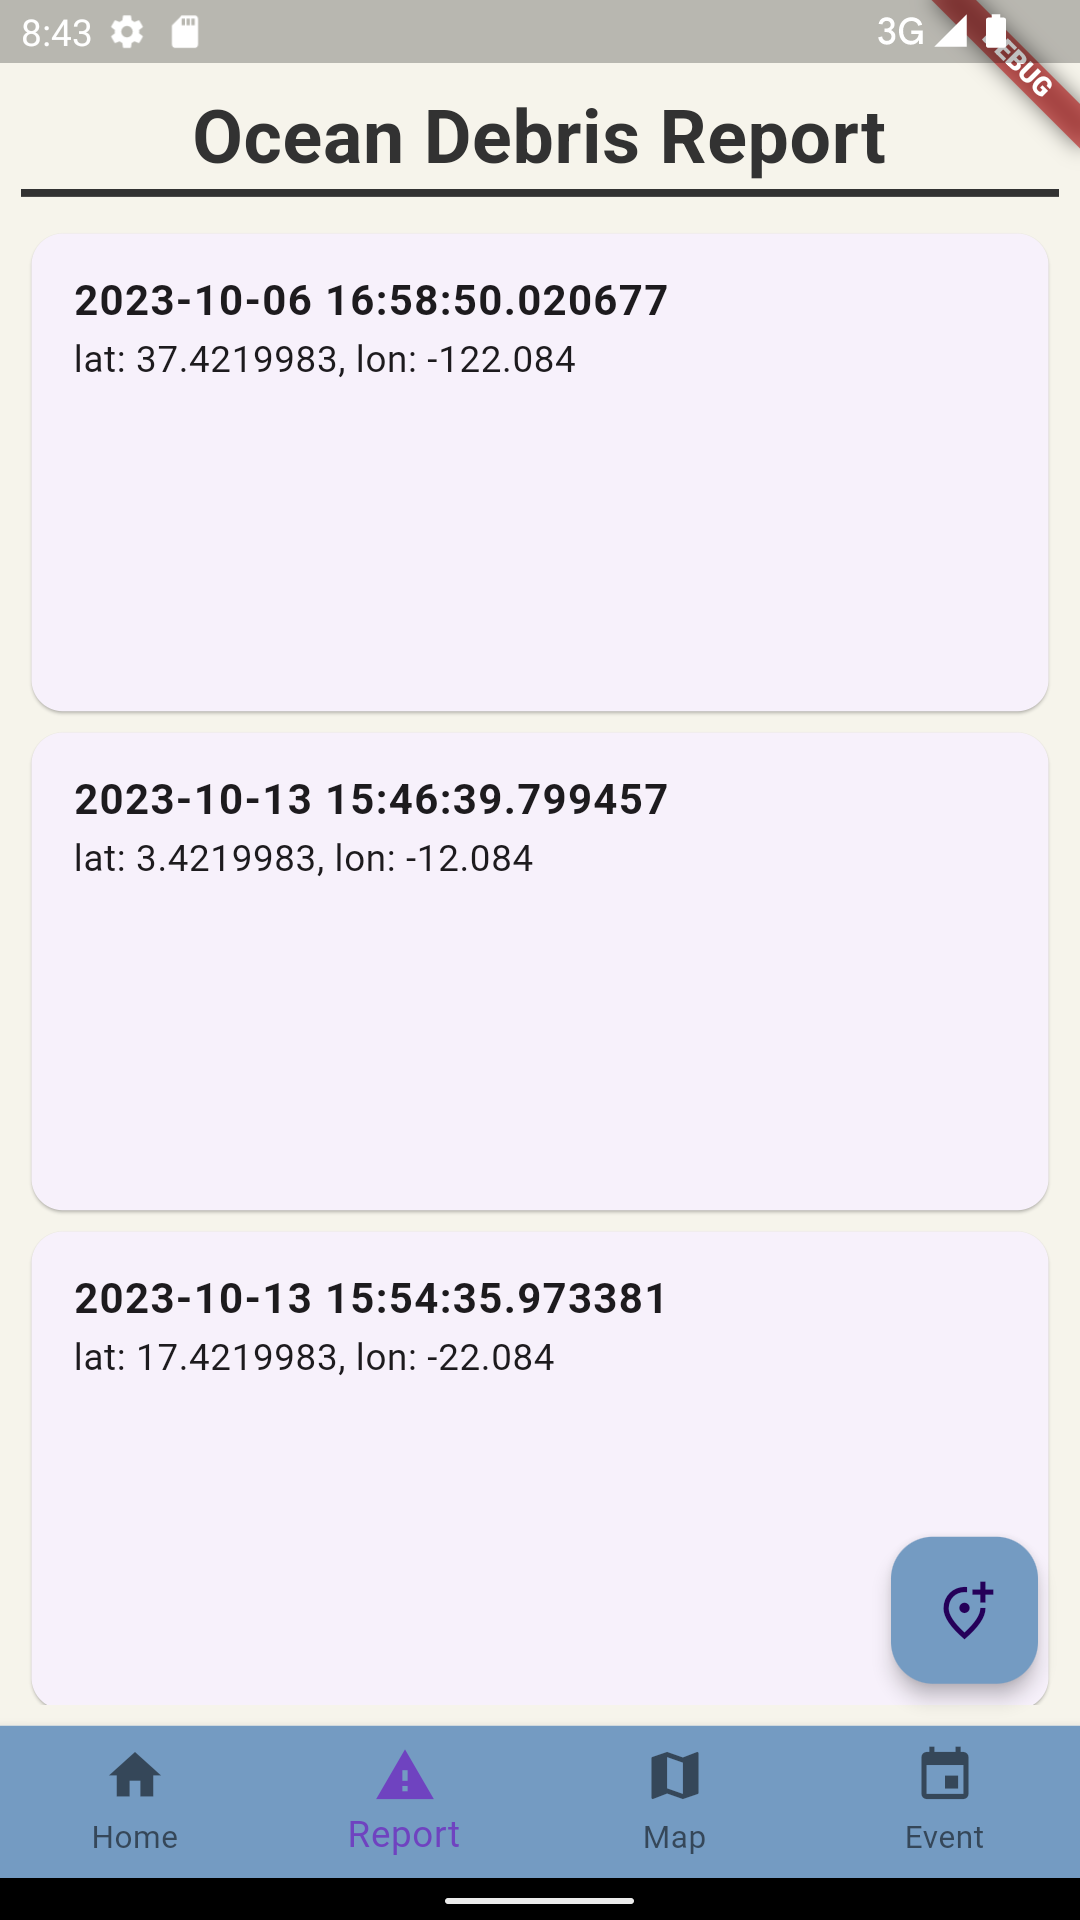 8:43 3G
DEBUG
Ocean Debris Report
2023-10-06 16:58:50.020677
lat: 37.4219983, lon: -122.084
2023-10-13 15:46:39.799457
lat: 3.4219983, lon: -12.084
2023-10-13 15:54:35.973381
lat: 17.4219983, lon: -22.084
Home Report Map Event